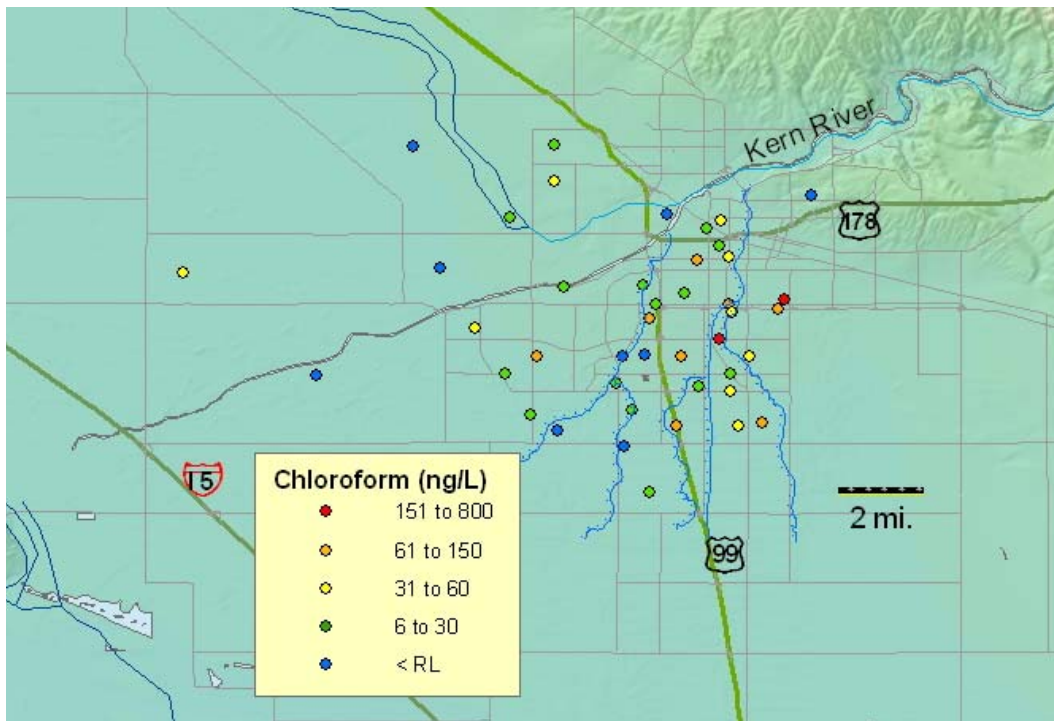 Kern River
178
I 5
Chloroform (ng/L)
151 to 800
61 to 150
31 to 60
6 to 30
< RL
2 mi.
99